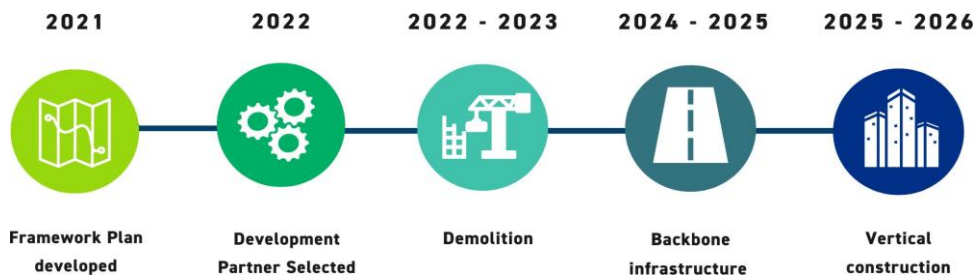 2021
2022
2022 - 2023
2024 - 2025
2025 - 2026
Framework Plan
developed
Development
Partner Selected
Demolition
Backbone
infrastructure
Vertical
construction